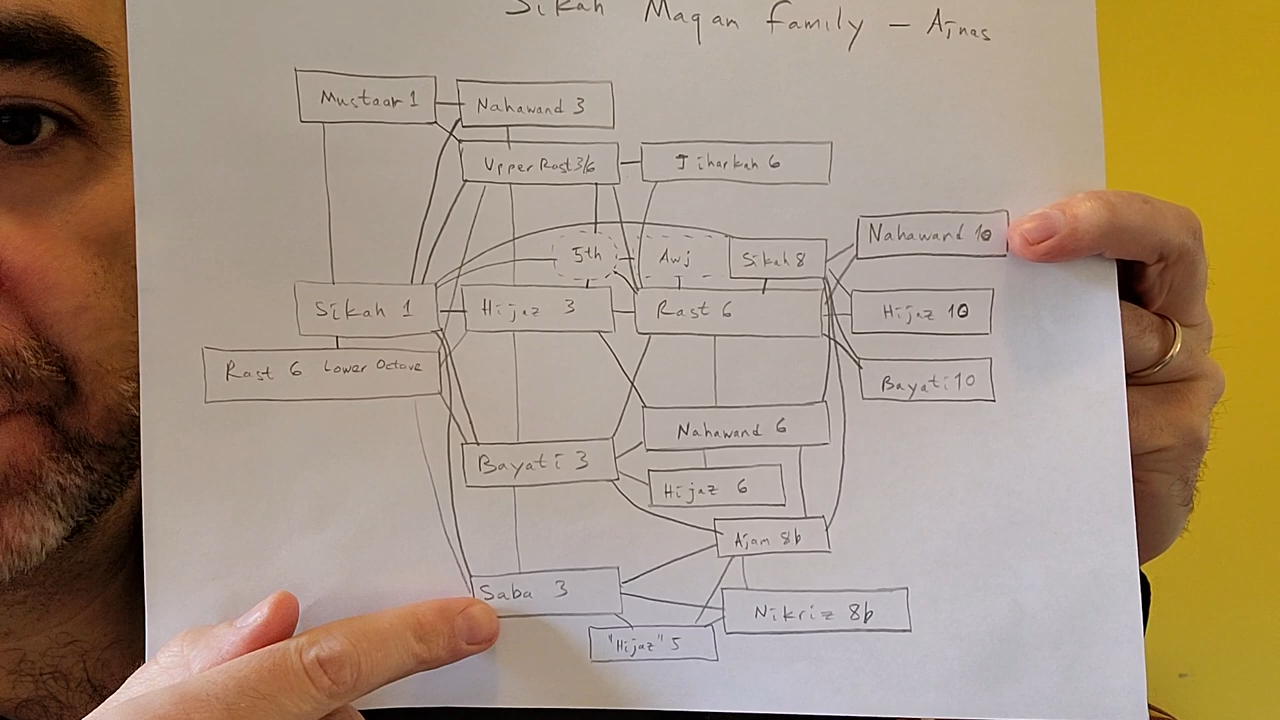 Sikah Maqam Family – Ajnas
Mustaar 1
Nahawand 3
Upper Rast 3/6
Jiharkah 6
Nahawand 10
5th
Awj
Sikah 8
Sikah 1
Hijaz 3
Rast 6
Hijaz 10
Rast 6 Lower Octave
Bayati 10
Nahawand 6
Bayati 3
Hijaz 6
Ajam 8b
Saba 3
Nikriz 8b
"Hijaz" 5